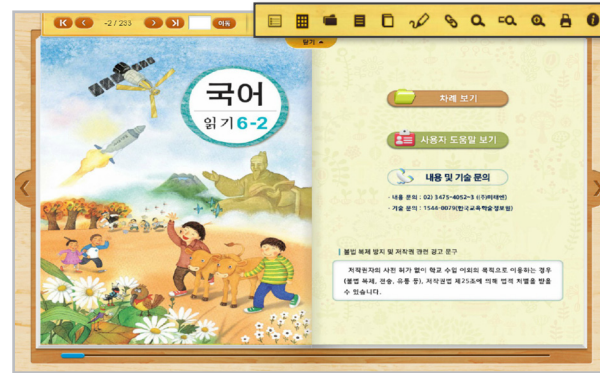 -2 / 233
이동
닫기
국어
읽기 6-2
차례 보기
사용자 도움말 보기
내용 및 기술 문의
· 내용 문의 : 02) 3475-4052~3
· 기술 문의 : 1544-0079(한국교육학술정보원)
불법 복제 방지 및 저작권 관련 경고 문구
저작권자의 사전 허가 없이 학교 수업 이외의 목적으로 이용하는 경우
(불법 복제, 전송, 유통 등), 저작권법 제25조에 의해 법적 처벌을 받을
수 있습니다.